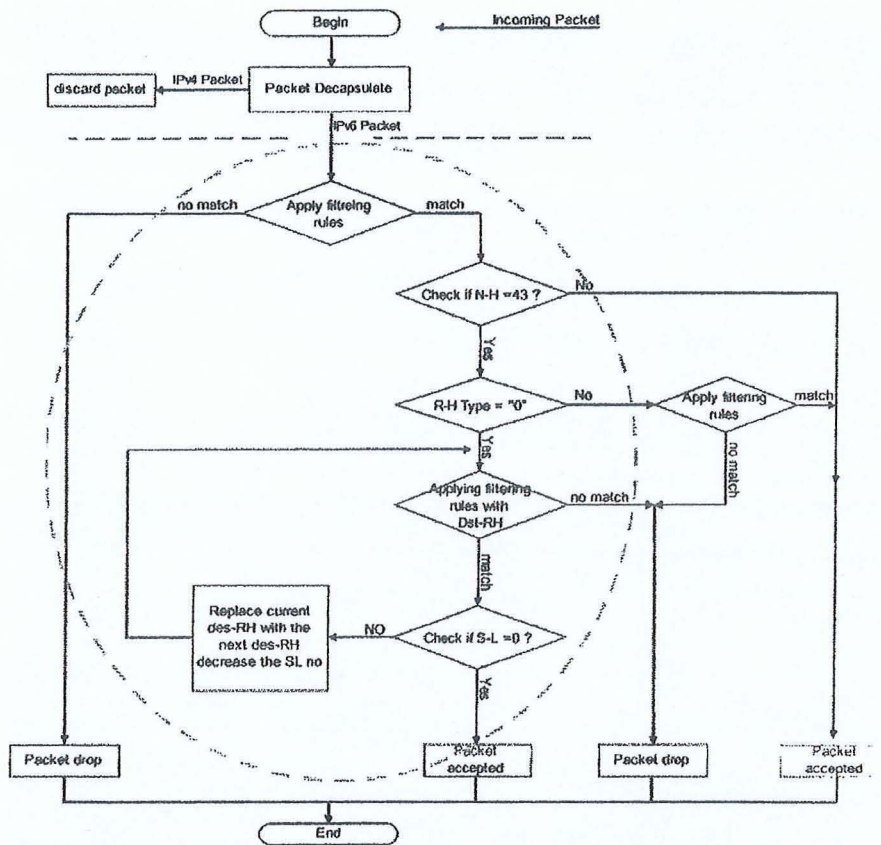 Begin
Incoming Packet
IPv4 Packet
discard packet
Packet Decapsulate
IPv6 Packet
no match
Apply filtreing
rules
match
Check if N-H =43 ?
No
Yes
R-H Type = "0"
No
Apply filtering
rules
match
Yes
no match
Applying filtering
rules with
Dst-RH
no match
match
Replace current
des-RH with the
next des-RH
decrease the SL no
NO
Check if S-L =0 ?
Yes
Packet drop
Packet
accepted
Packet drop
Packet
accepted
End